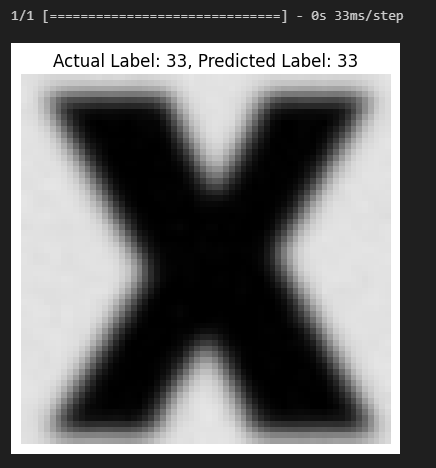 1/1 [==============================] - 0s 33ms/step
Actual Label: 33, Predicted Label: 33
X